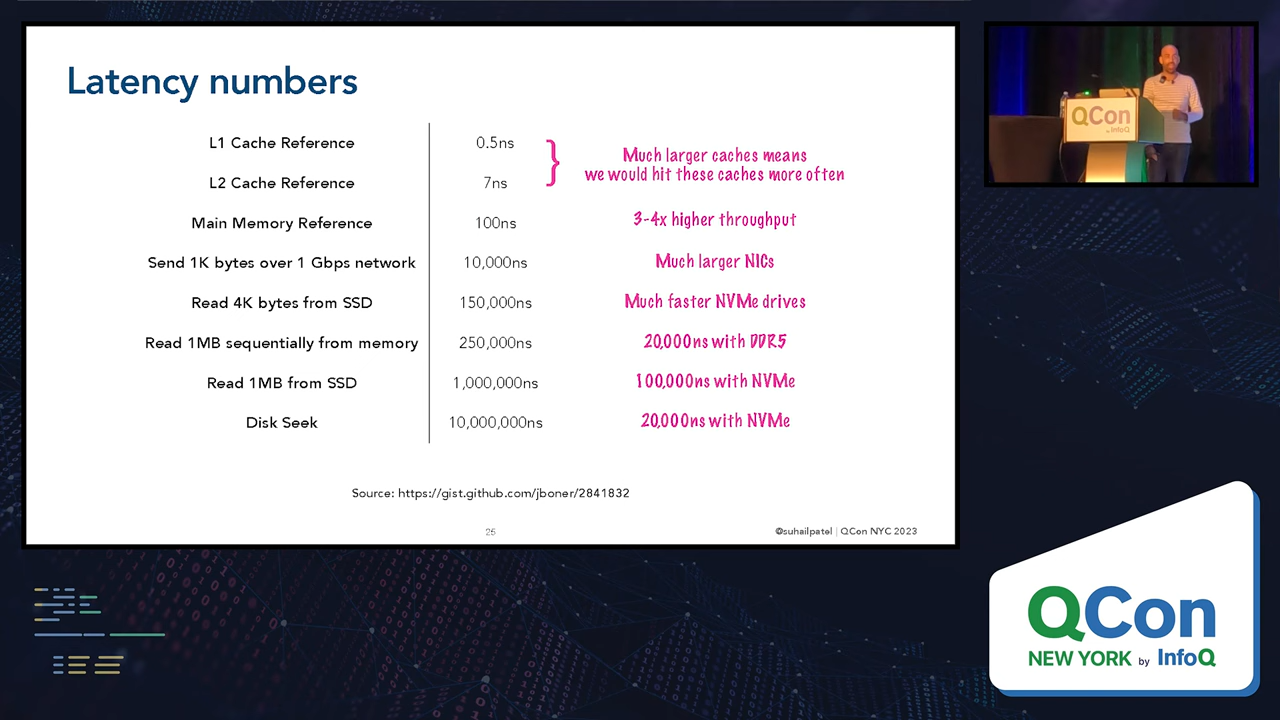 Latency numbers
L1 Cache Reference 0.5ns
Much larger caches means
we would hit these caches more often
L2 Cache Reference 7ns
Main Memory Reference 100ns 3-4x higher throughput
Send 1K bytes over 1 Gbps network 10,000ns Much larger NICs
Read 4K bytes from SSD 150,000ns Much faster NVMe drives
Read 1MB sequentially from memory 250,000ns 20,000ns with DDR5
Read 1MB from SSD 1,000,000ns 100,000ns with NVMe
Disk Seek 10,000,000ns 20,000ns with NVMe
Source: https://gist.github.com/jboner/2841832
25
@suhailpatel | QCon NYC 2023
QCon
by InfoQ
QCon
NEW YORK by InfoQ